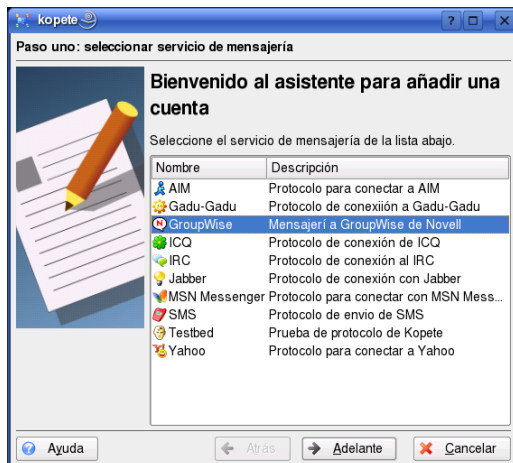 kopete
Paso uno: seleccionar servicio de mensajería
Bienvenido al asistente para añadir una
cuenta
Seleccione el servicio de mensajería de la lista abajo.
Nombre Descripción
AIM Protocolo para conectar a AIM
Gadu-Gadu Protocolo de conexiión a Gadu-Gadu
GroupWise Mensajerí a GroupWise de Novell
ICQ Protocolo de conexión de ICQ
IRC Protocolo de conexión al IRC
Jabber Protocolo de conexión con Jabber
MSN Messenger Protocolo para conectar con MSN Mess...
SMS Protocolo de envio de SMS
Testbed Prueba de protocolo de Kopete
Yahoo Protocolo para conectar a Yahoo
Ayuda Atrás Adelante Cancelar